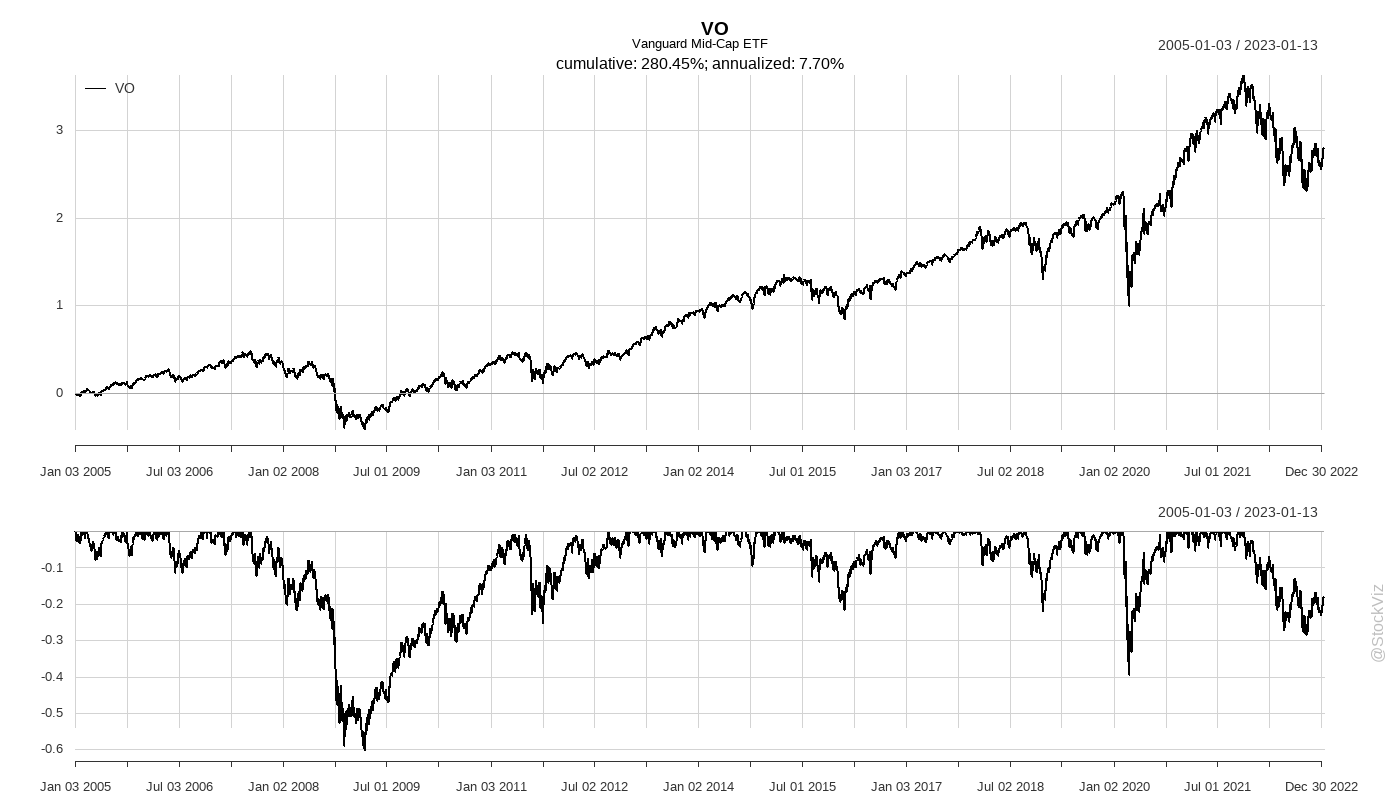 VO
Vanguard Mid-Cap ETF
2005-01-03 / 2023-01-13
cumulative: 280.45%; annualized: 7.70%
VO
3
2
1
0
Jan 03 2005 Jul 03 2006 Jan 02 2008 Jul 01 2009 Jan 03 2011 Jul 02 2012 Jan 02 2014 Jul 01 2015 Jan 03 2017 Jul 02 2018 Jan 02 2020 Jul 01 2021 Dec 30 2022
2005-01-03 / 2023-01-13
-0.1
-0.2
-0.3
-0.4
-0.5
-0.6
Jan 03 2005 Jul 03 2006 Jan 02 2008 Jul 01 2009 Jan 03 2011 Jul 02 2012 Jan 02 2014 Jul 01 2015 Jan 03 2017 Jul 02 2018 Jan 02 2020 Jul 01 2021 Dec 30 2022
@StockViz